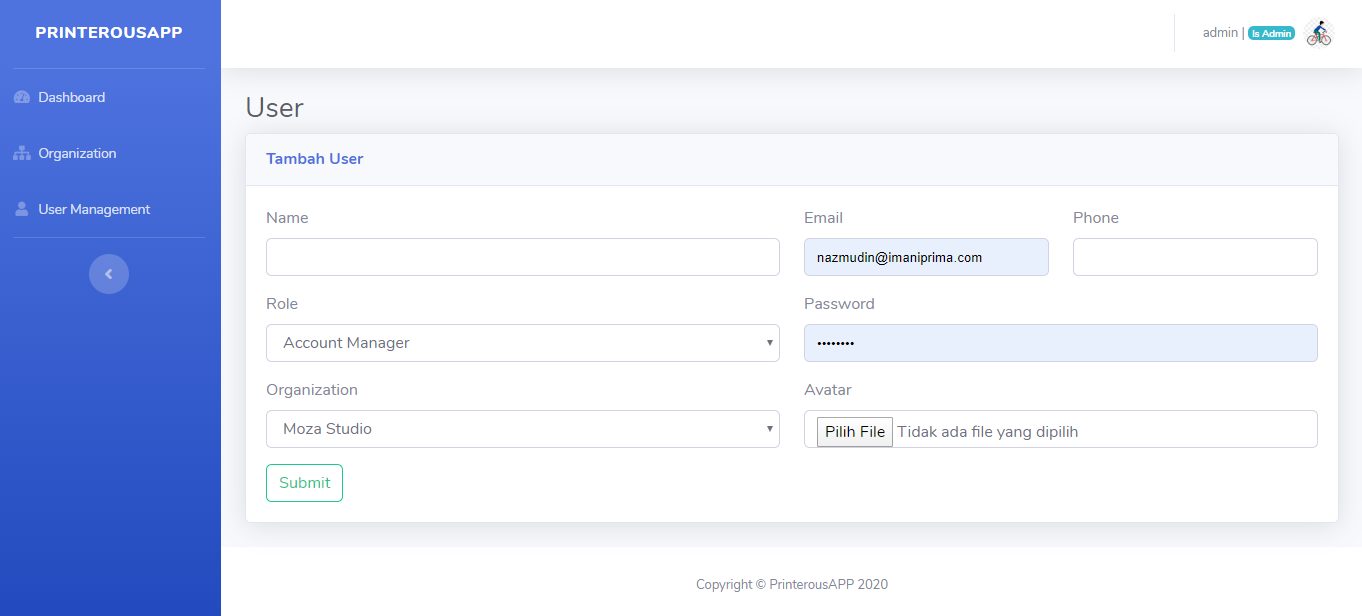 PRINTEROUSAPP
admin | Is Admin
Dashboard
Organization
User Management
User
Tambah User
Name
Email
Phone
nazmudin@imaniprima.com
Role
Password
Account Manager
••••••••
Organization
Avatar
Moza Studio
Pilih File Tidak ada file yang dipilih
Submit
Copyright © PrinterousAPP 2020